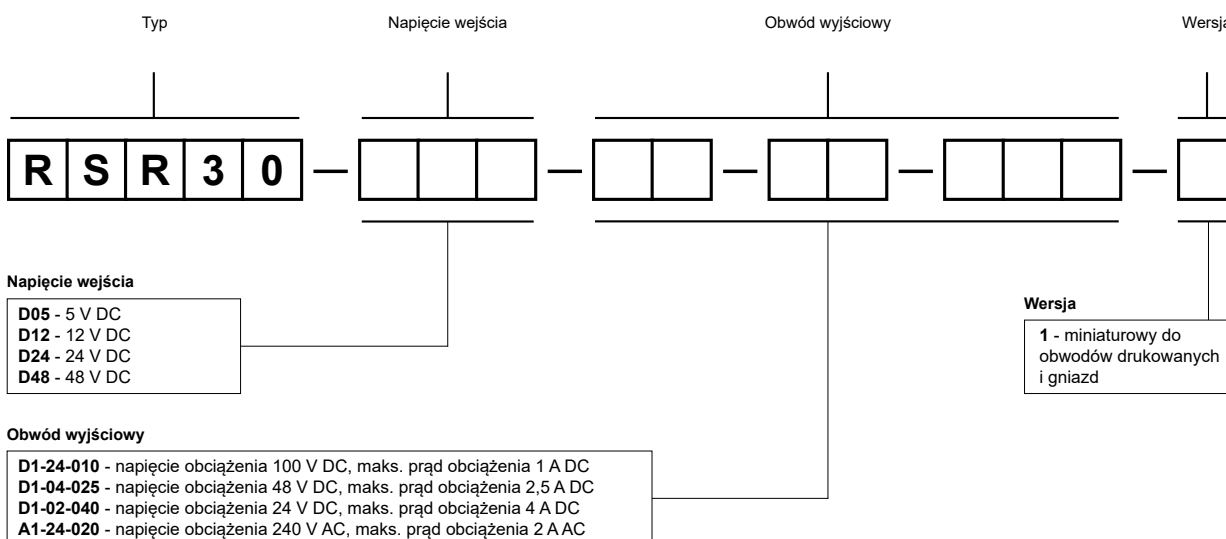 Typ Napięcie wejścia Obwód wyjściowy Wersja
RSR30 — — — — —
Napięcie wejścia
D05 - 5 V DC
D12 - 12 V DC
D24 - 24 V DC
D48 - 48 V DC
Wersja
1 - miniaturowy do
obwodów drukowanych
i gniazd
Obwód wyjściowy
D1-24-010 - napięcie obciążenia 100 V DC, maks. prąd obciążenia 1 A DC
D1-04-025 - napięcie obciążenia 48 V DC, maks. prąd obciążenia 2,5 A DC
D1-02-040 - napięcie obciążenia 24 V DC, maks. prąd obciążenia 4 A DC
A1-24-020 - napięcie obciążenia 240 V AC, maks. prąd obciążenia 2 A AC